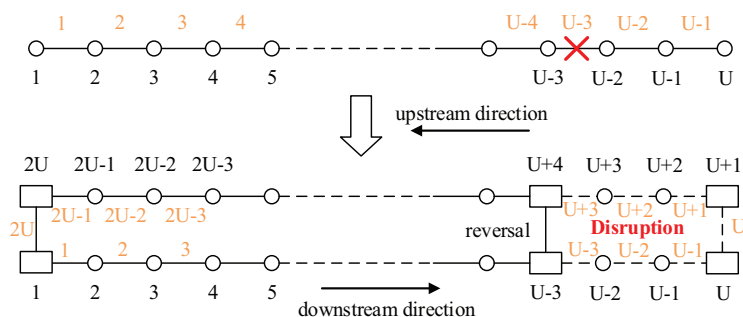 1 2 3 4 U-4 U-3 U-2 U-1
1 2 3 4 5 U-3 U-2 U-1 U
upstream direction
2U 2U-1 2U-2 2U-3 U+4 U+3 U+2 U+1
2U-1 2U-2 2U-3 U+3 U+2 U+1
2U reversal Disruption U
1 2 3 U-3 U-2 U-1
1 2 3 4 5 U-3 U-2 U-1 U
downstream direction